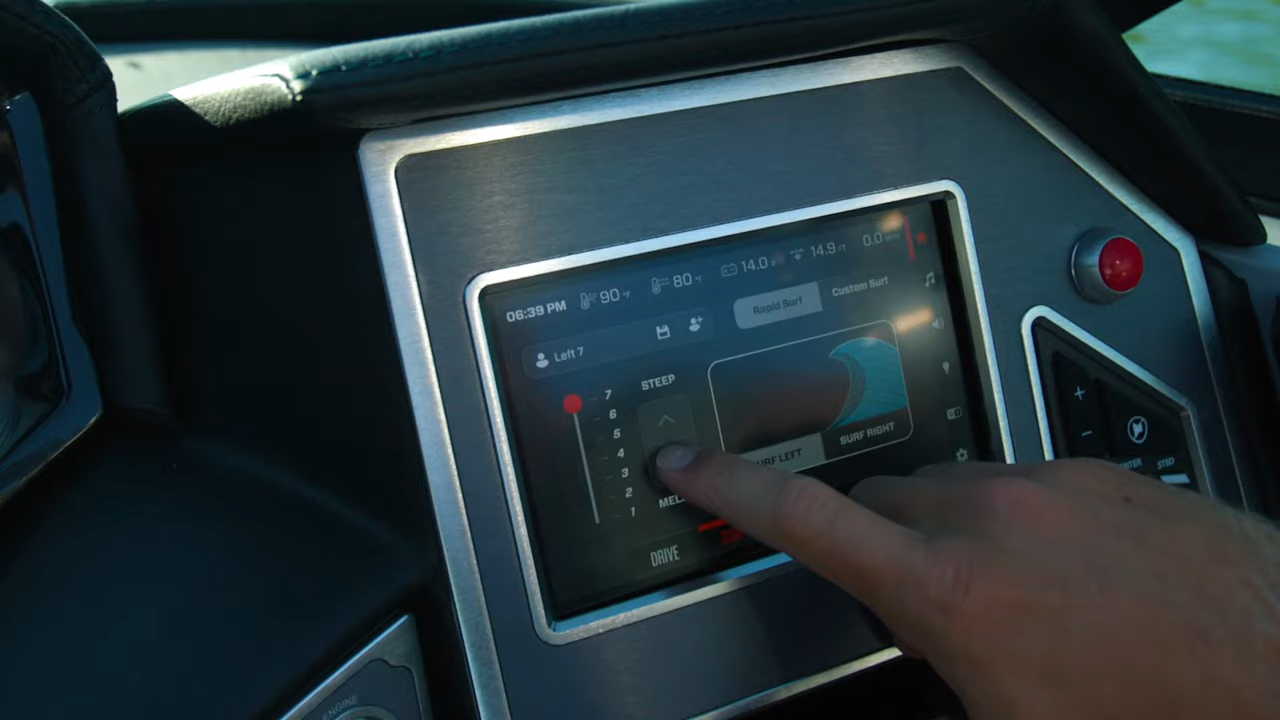 06:39 PM 90 °F 80 °F 14.0 V 14.9 FT 0.0
Rapid Surf Custom Surf
Left 7
STEEP
7
6
5
4
3
2
1
SURF RIGHT
DRIVE
+
-
ENGINE